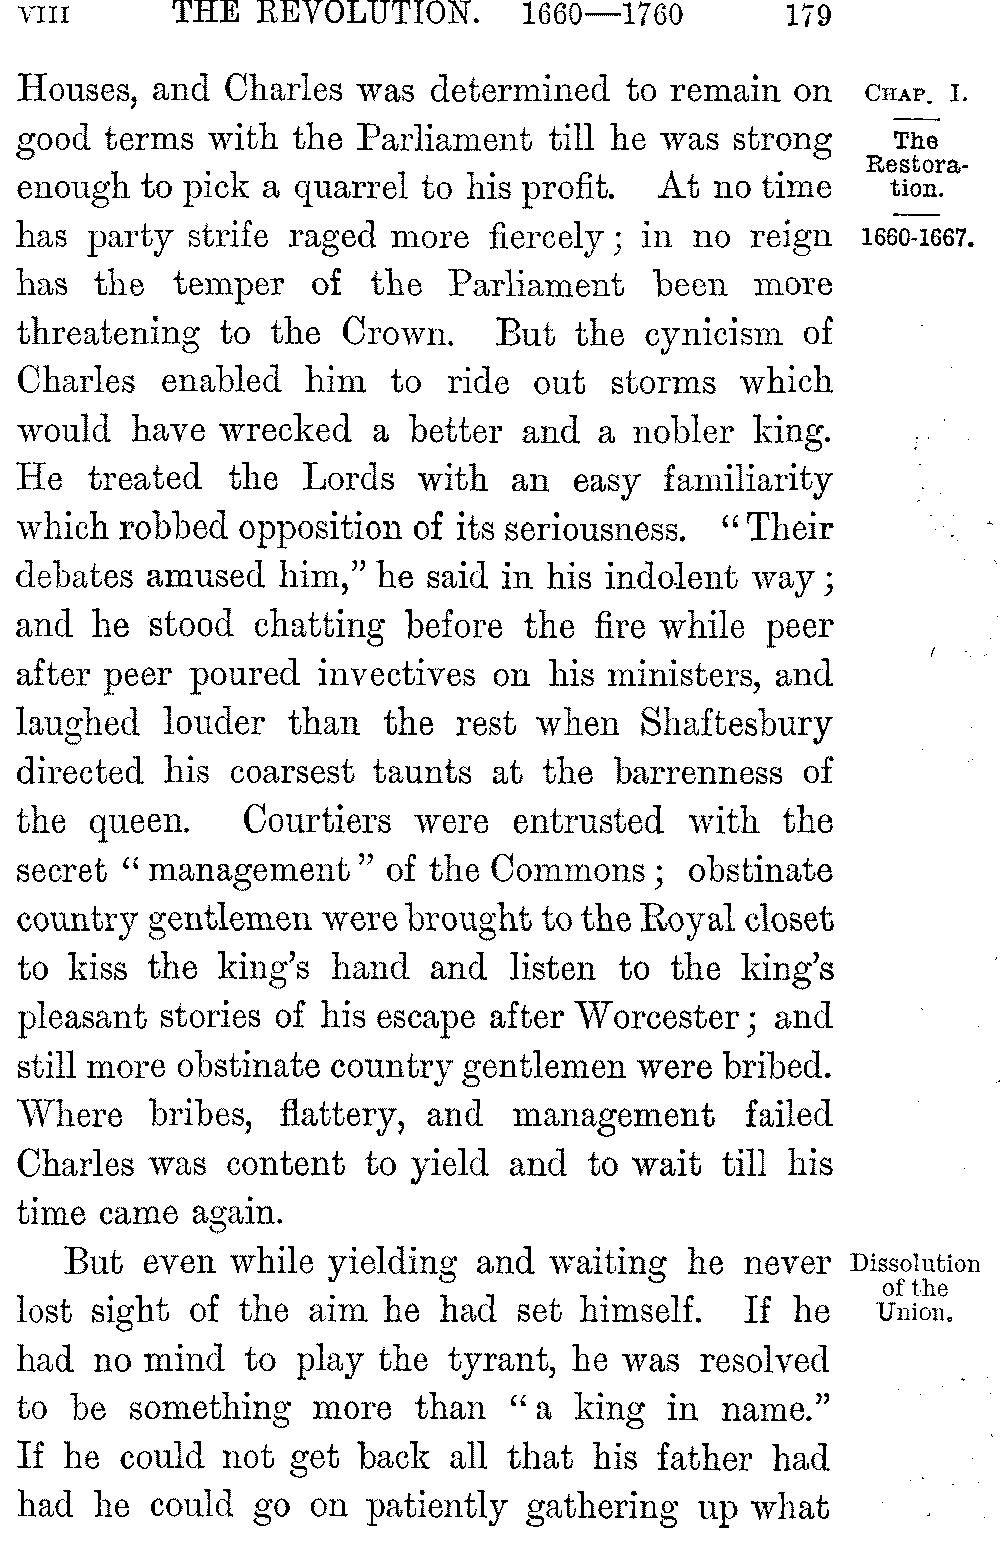 VIII THE REVOLUTION. 1660—1760 179
Houses, and Charles was determined to remain on
good terms with the Parliament till he was strong
enough to pick a quarrel to his profit. At no time
has party strife raged more fiercely; in no reign
has the temper of the Parliament been more
threatening to the Crown. But the cynicism of
Charles enabled him to ride out storms which
would have wrecked a better and a nobler king.
He treated the Lords with an easy familiarity
which robbed opposition of its seriousness. “Their
debates amused him,” he said in his indolent way;
and he stood chatting before the fire while peer
after peer poured invectives on his ministers, and
laughed louder than the rest when Shaftesbury
directed his coarsest taunts at the barrenness of
the queen. Courtiers were entrusted with the
secret “management” of the Commons; obstinate
country gentlemen were brought to the Royal closet
to kiss the king’s hand and listen to the king’s
pleasant stories of his escape after Worcester; and
still more obstinate country gentlemen were bribed.
Where bribes, flattery, and management failed
Charles was content to yield and to wait till his
time came again.
But even while yielding and waiting he never
lost sight of the aim he had set himself. If he
had no mind to play the tyrant, he was resolved
to be something more than “a king in name.”
If he could not get back all that his father had
had he could go on patiently gathering up what
CHAP. I.
The
Restora-
tion.
1660-1667.
Dissolution
of the
Union.